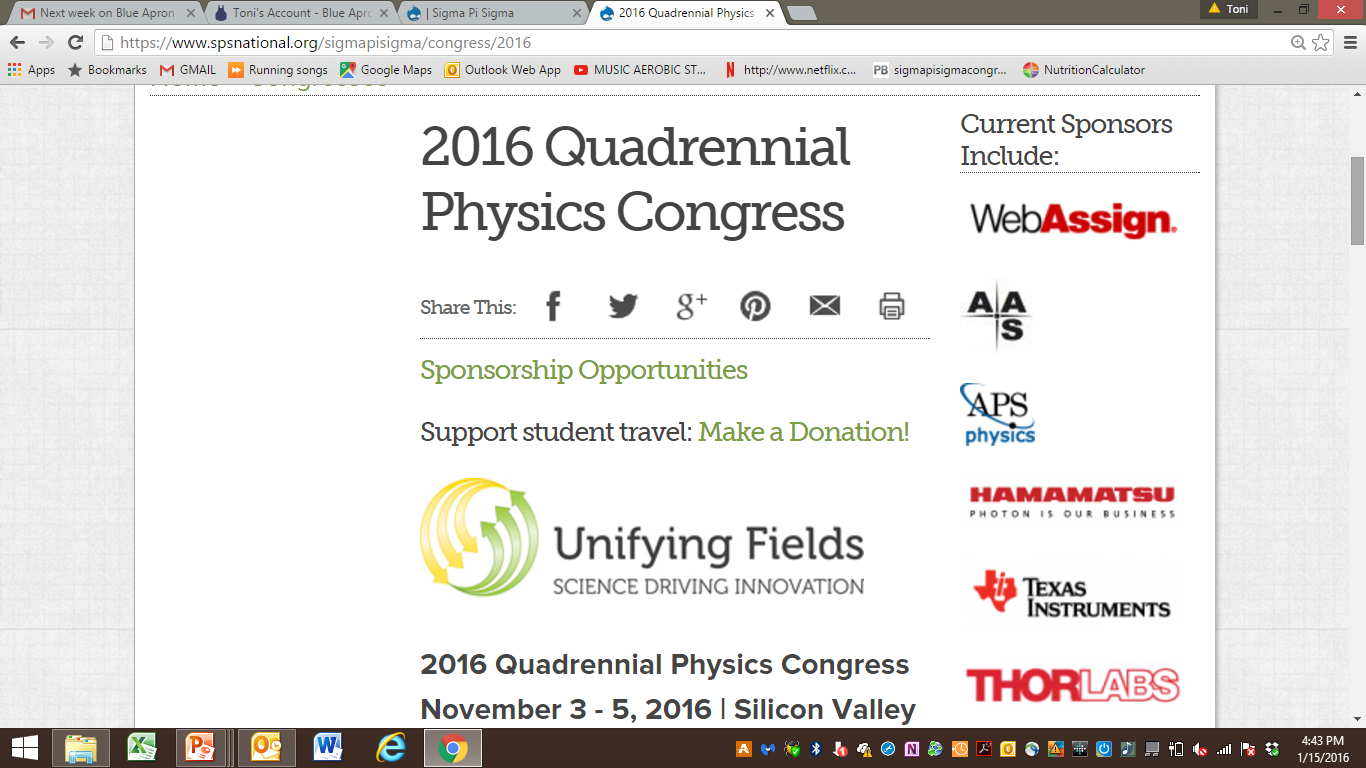 Next week on Blue Apron
Toni's Account - Blue Apro
| Sigma Pi Sigma
2016 Quadrennial Physics
Toni
https://www.spsnational.org/sigmapisigma/congress/2016
Apps
Bookmarks
GMAIL
Running songs
Google Maps
Outlook Web App
MUSIC AEROBIC ST...
http://www.netflix.c...
PB sigmapisigmacongr...
NutritionCalculator
2016 Quadrennial
Physics Congress
Share This:
Sponsorship Opportunities
Support student travel: Make a Donation!
Unifying Fields
SCIENCE DRIVING INNOVATION
2016 Quadrennial Physics Congress
November 3 - 5, 2016 | Silicon Valley
Current Sponsors
Include:
WebAssign.
AAS
APS
physics
HAMAMATSU
PHOTON IS OUR BUSINESS
TEXAS
INSTRUMENTS
THORLABS
4:43 PM
1/15/2016